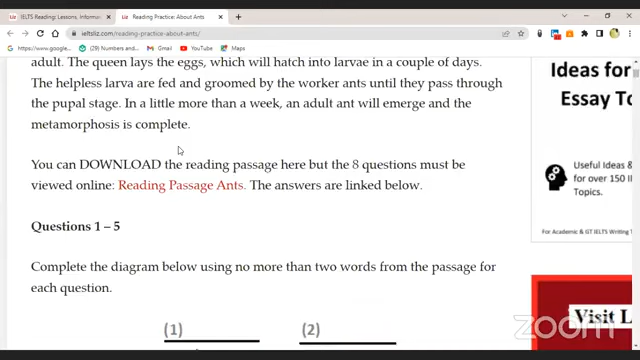 IELTS Reading: Lessons, Informat
Reading Practice: About Ants
ieltsliz.com/reading-practice-about-ants/
https://www.google...
(DNS)
Numbers
Gmail
YouTube
Maps
adult. The queen lays the eggs, which will hatch into larvae in a couple of days.
The helpless larva are fed and groomed by the worker ants until they pass through
the pupal stage. In a little more than a week, an adult ant will emerge and the
metamorphosis is complete.
You can DOWNLOAD the reading passage here but the 8 questions must be
viewed online: Reading Passage Ants. The answers are linked below.
Questions 1 – 5
Complete the diagram below using no more than two words from the passage for
each question.
(1) (2)
Ideas for
Essay To
Useful Ideas &
for over 150 I
Topics.
For Academic & GT IELTS Writing T
Visit L
zoom